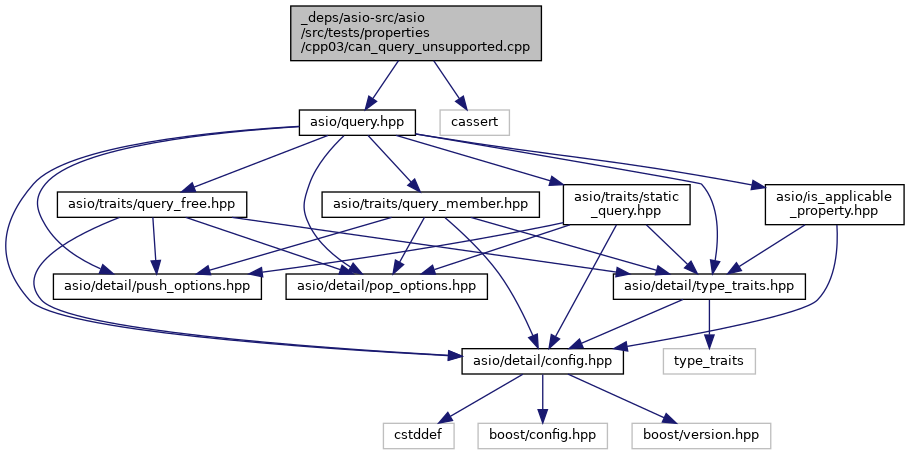 _deps/asio-src/asio
/src/tests/properties
/cpp03/can_query_unsupported.cpp
asio/query.hpp
cassert
asio/traits/query_free.hpp
asio/traits/query_member.hpp
asio/traits/static
_query.hpp
asio/is_applicable
_property.hpp
asio/detail/push_options.hpp
asio/detail/pop_options.hpp
asio/detail/type_traits.hpp
asio/detail/config.hpp
type_traits
cstddef
boost/config.hpp
boost/version.hpp